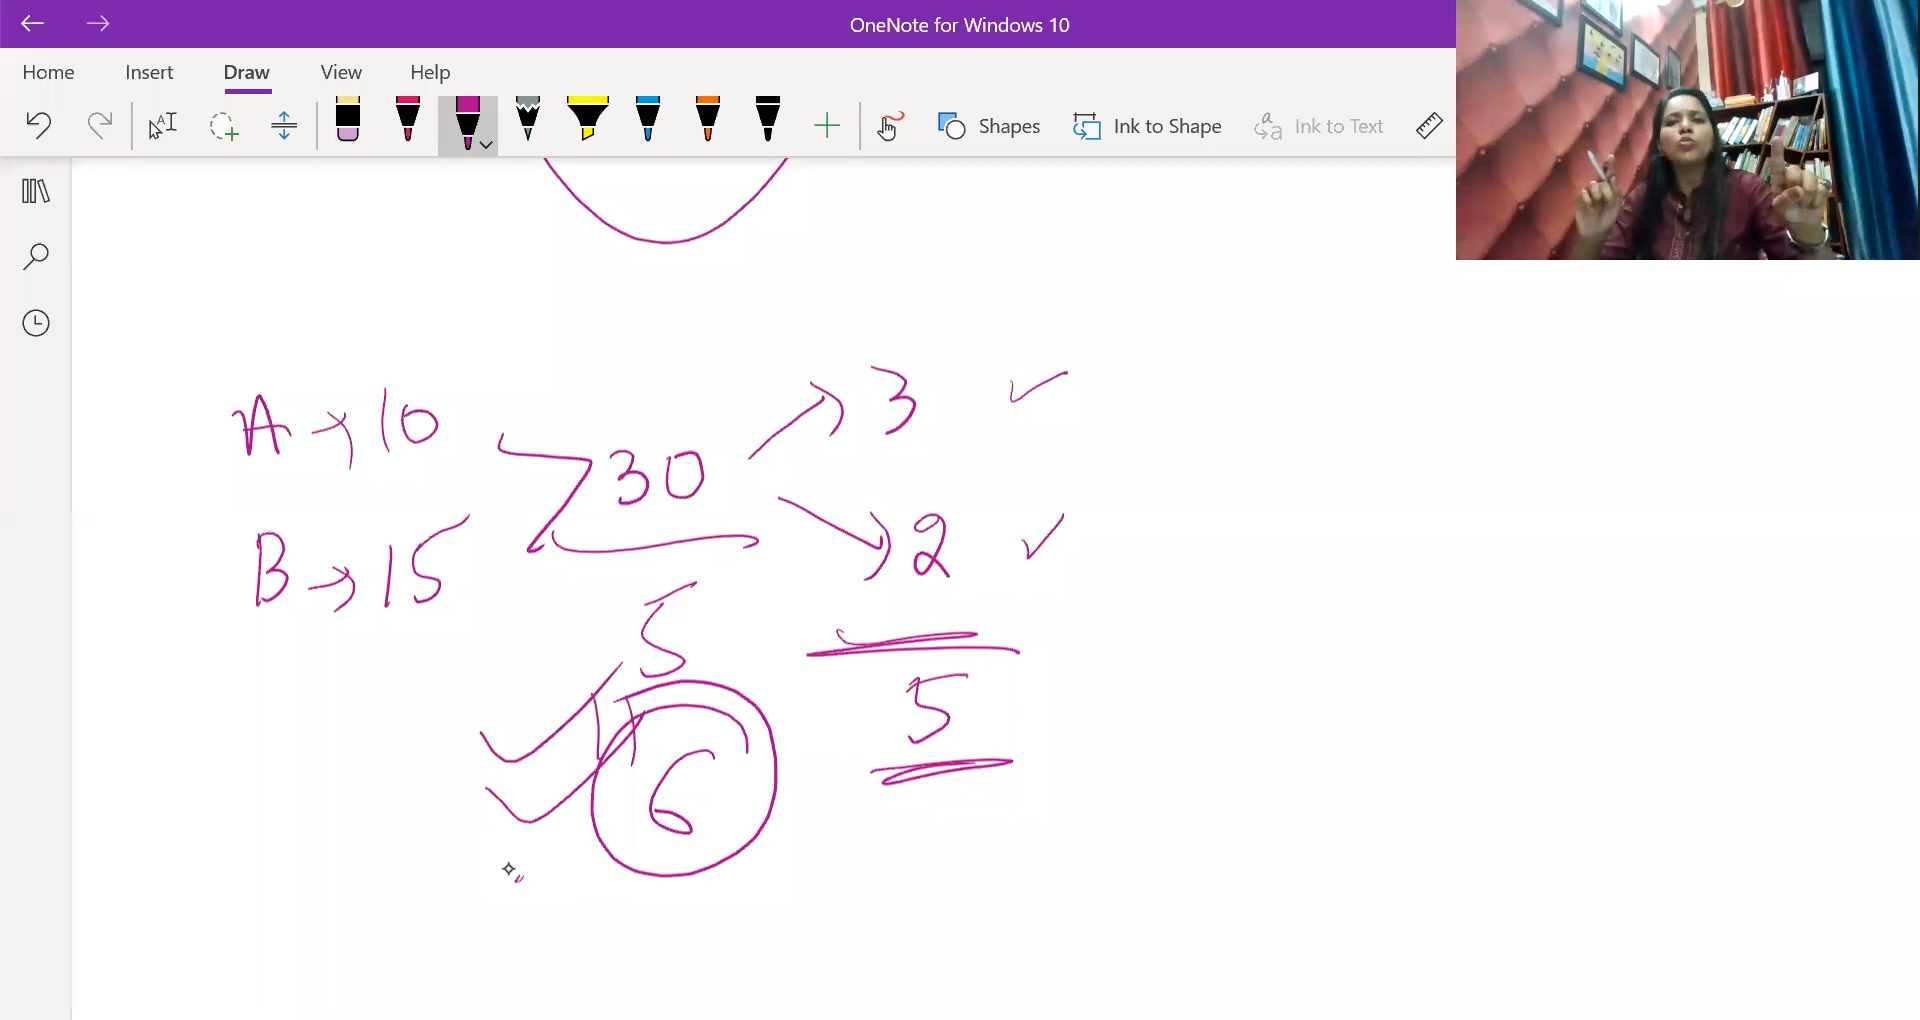 OneNote for Windows 10
Home Insert Draw View Help
Shapes Ink to Shape Ink to Text
A → 10
30
3
B → 15
2
5
5
6